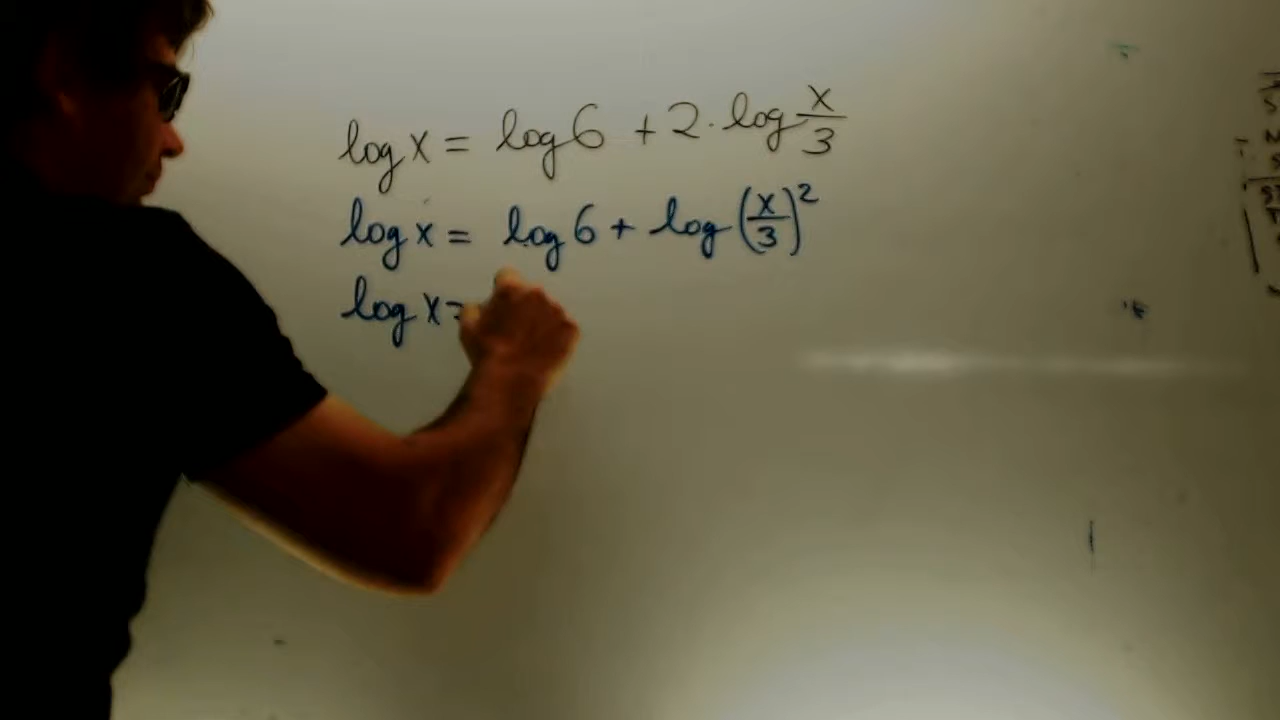 log x = log 6 + 2 · log x/3
log x = log 6 + log (x/3)²
log x =